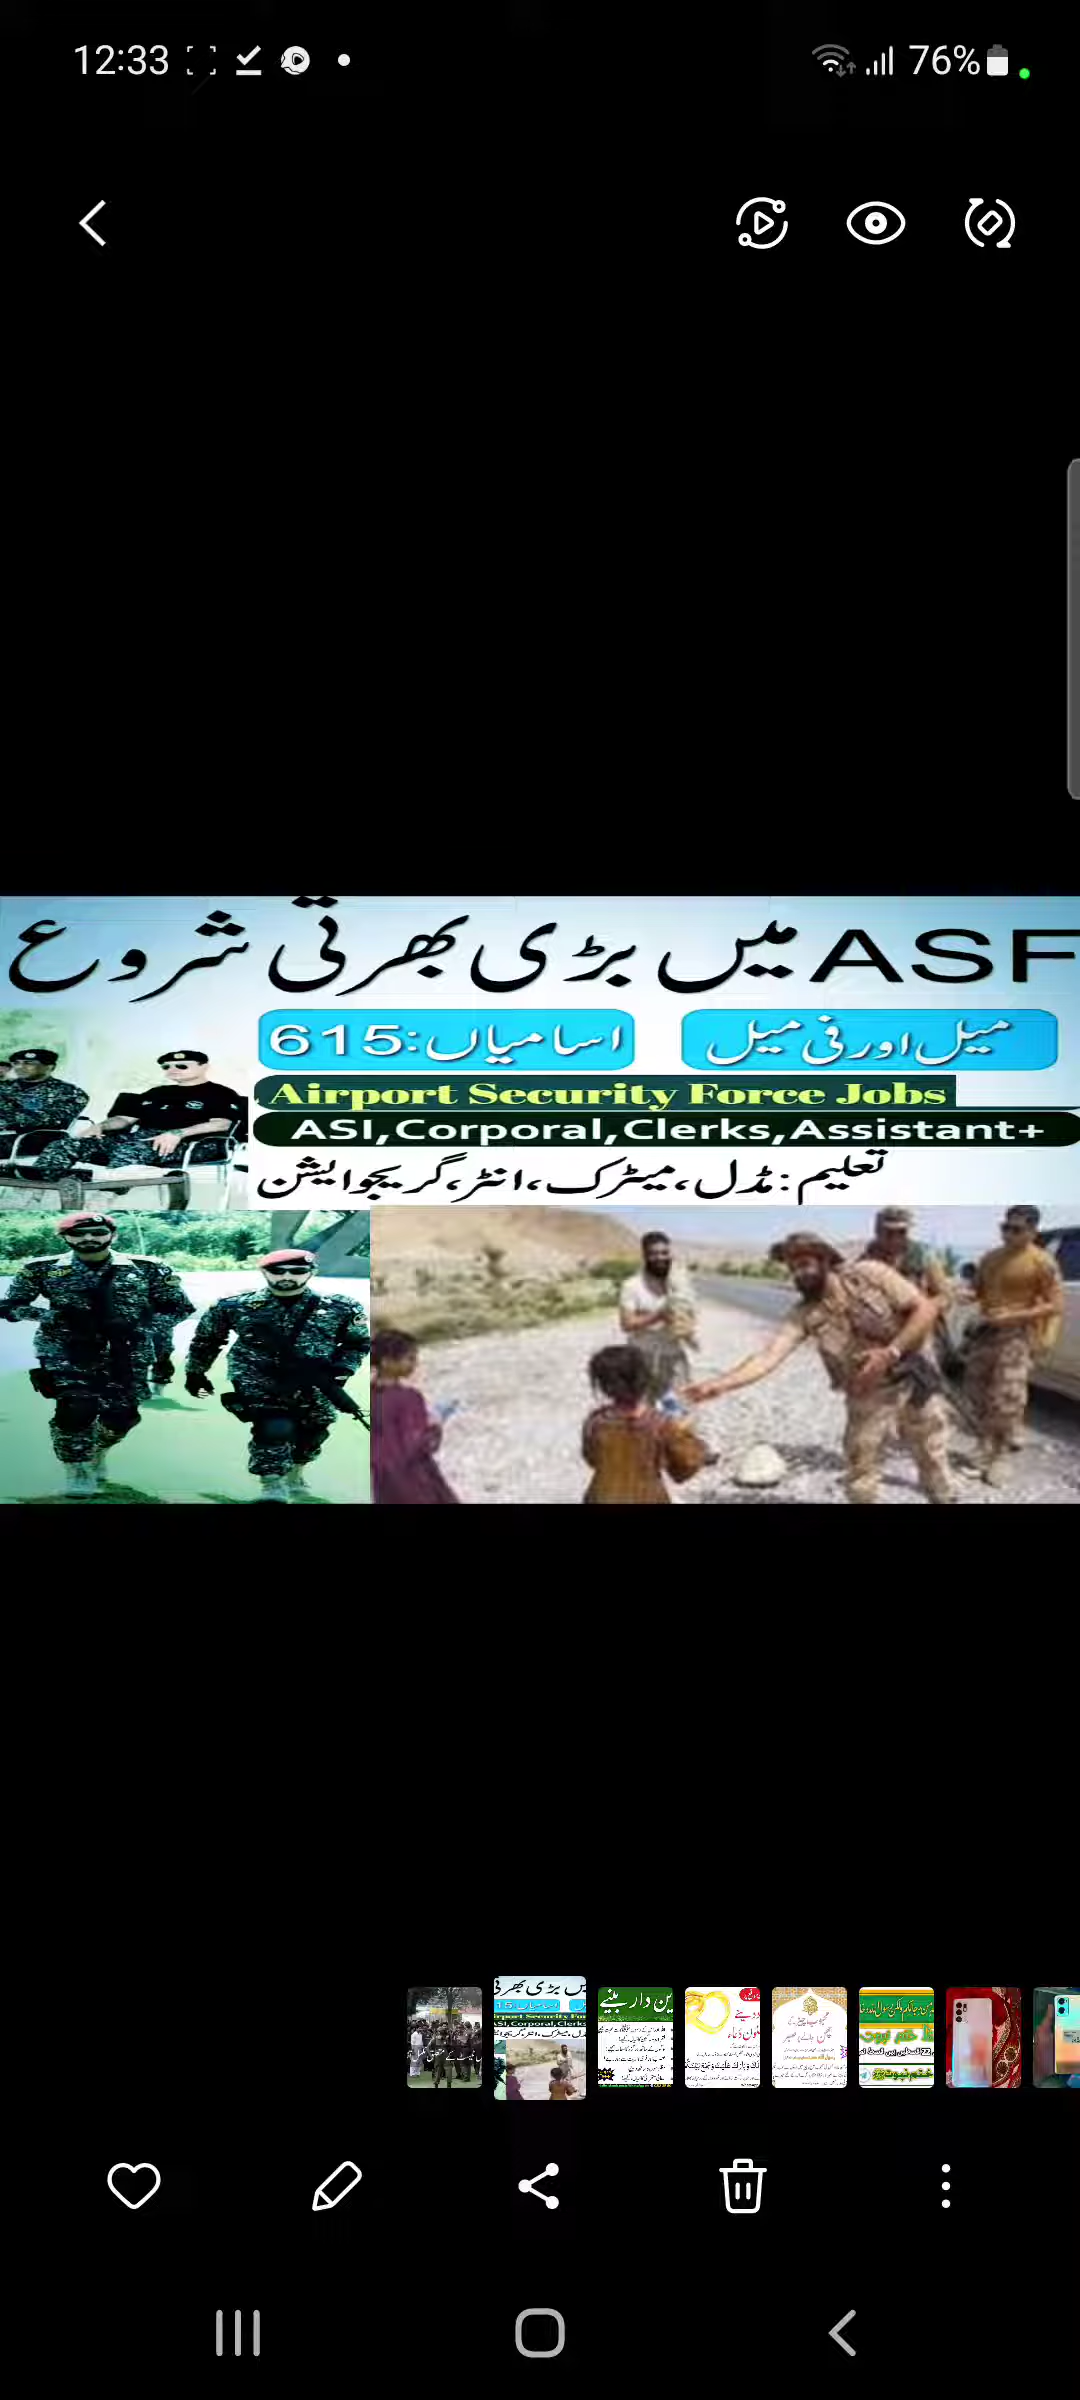 12:33
76%
ASF میں بڑی بھرتی شروع
میل اور فی میل
اسامیاں:615
Airport Security Force Jobs
ASI,Corporal,Clerks,Assistant+
تعلیم: مڈل، میٹرک، انٹر، گریجوایشن